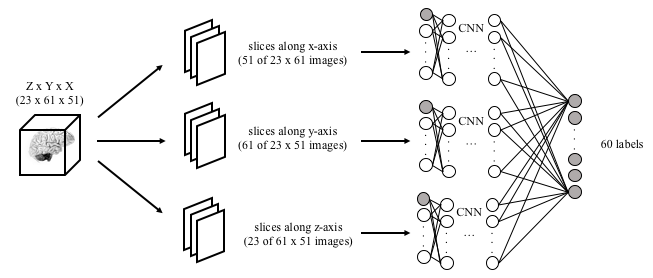 Z x Y x X
(23 x 61 x 51)
slices along x-axis
(51 of 23 x 61 images)
CNN
...
slices along y-axis
(61 of 23 x 51 images)
CNN
...
60 labels
slices along z-axis
(23 of 61 x 51 images)
CNN
...